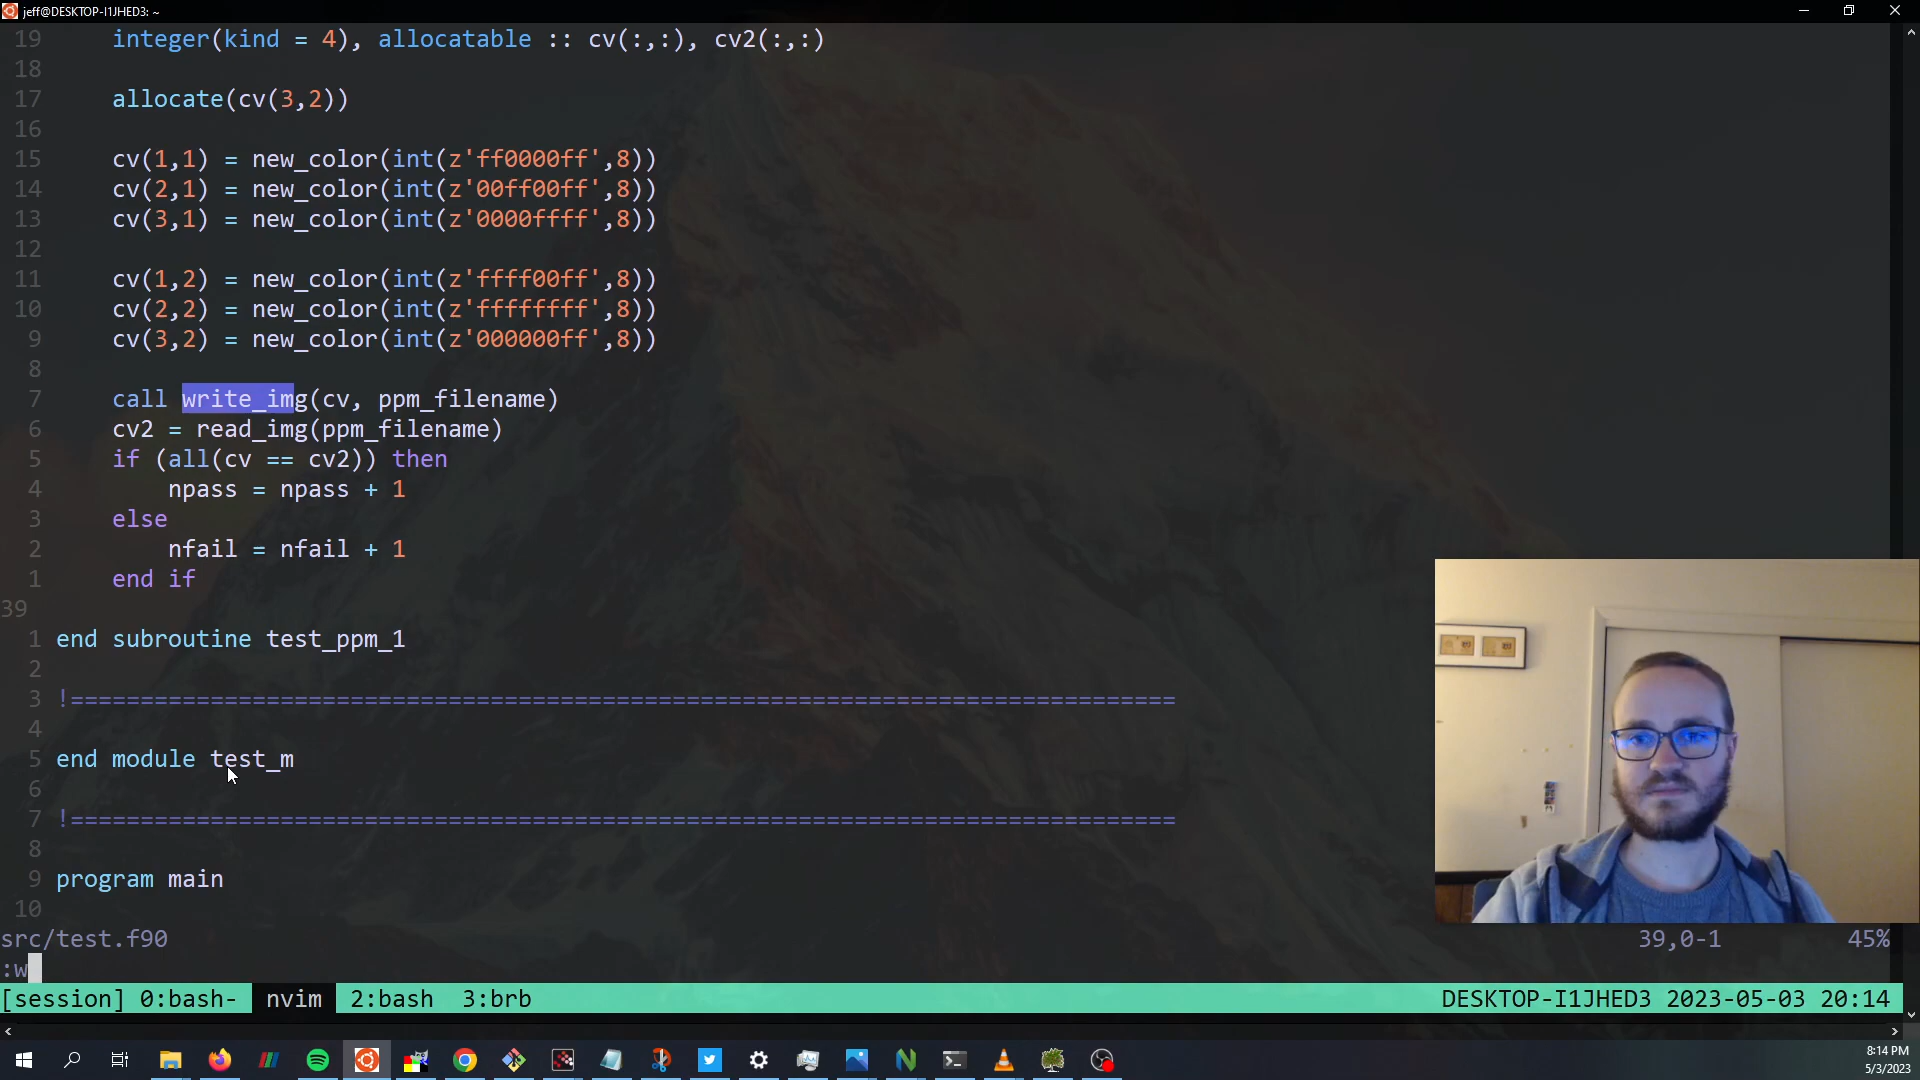 jeff@DESKTOP-I1JHED3: ~
19 integer(kind = 4), allocatable :: cv(:,:), cv2(:,:)
18
17 allocate(cv(3,2))
16
15 cv(1,1) = new_color(int(z'ff0000ff',8))
14 cv(2,1) = new_color(int(z'00ff00ff',8))
13 cv(3,1) = new_color(int(z'0000ffff',8))
12
11 cv(1,2) = new_color(int(z'ffff00ff',8))
10 cv(2,2) = new_color(int(z'ffffffff',8))
9 cv(3,2) = new_color(int(z'000000ff',8))
8
7 call write_img(cv, ppm_filename)
6 cv2 = read_img(ppm_filename)
5 if (all(cv == cv2)) then
4 npass = npass + 1
3 else
2 nfail = nfail + 1
1 end if
39
1 end subroutine test_ppm_1
2
3 !===============================================================================
4
5 end module test_m
6
7 !===============================================================================
8
9 program main
10
src/test.f90 39,0-1 45%
:w
[session] 0:bash- nvim 2:bash 3:brb DESKTOP-I1JHED3 2023-05-03 20:14
8:14 PM
5/3/2023